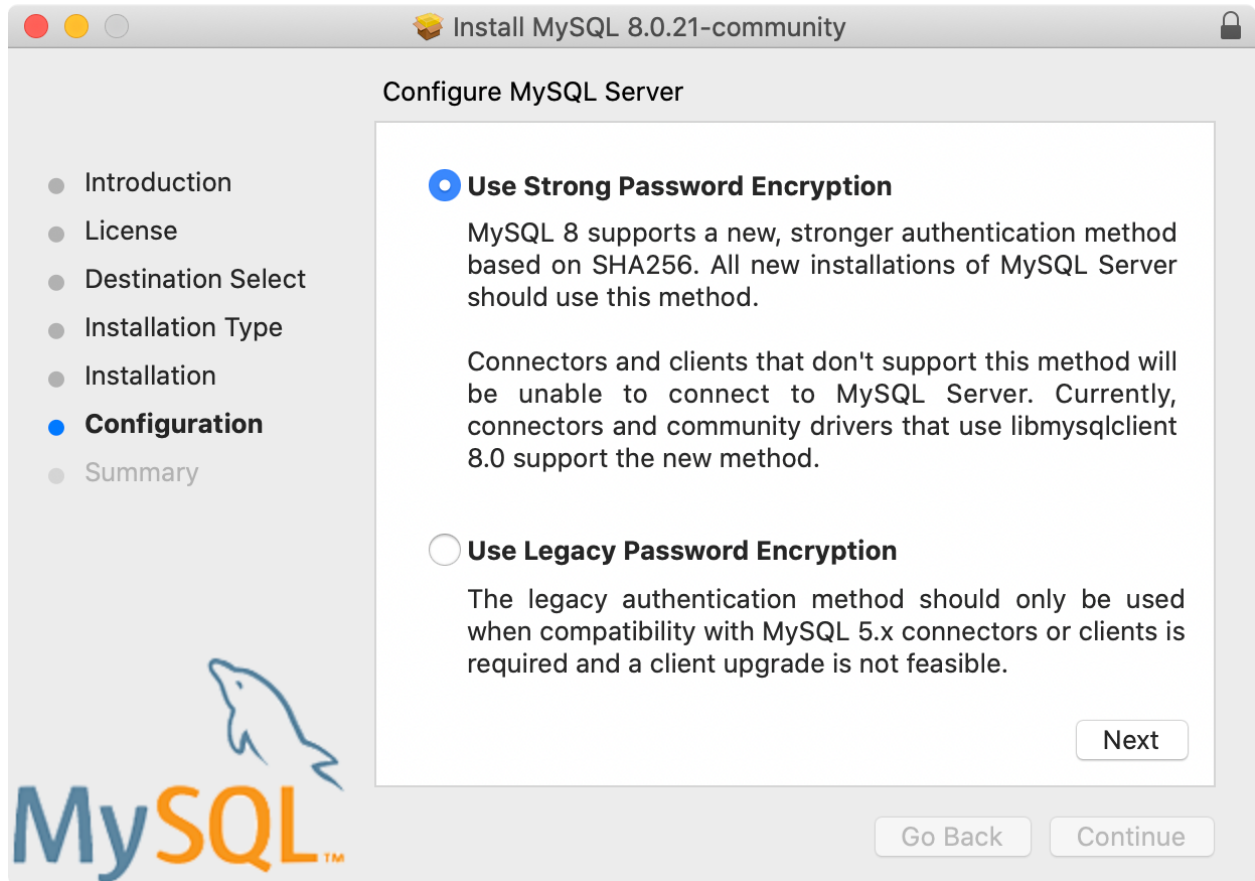 Install MySQL 8.0.21-community
Configure MySQL Server
Introduction
License
Destination Select
Installation Type
Installation
Configuration
Summary
Use Strong Password Encryption
MySQL 8 supports a new, stronger authentication method
based on SHA256. All new installations of MySQL Server
should use this method.
Connectors and clients that don't support this method will
be unable to connect to MySQL Server. Currently,
connectors and community drivers that use libmysqlclient
8.0 support the new method.
Use Legacy Password Encryption
The legacy authentication method should only be used
when compatibility with MySQL 5.x connectors or clients is
required and a client upgrade is not feasible.
Next
MySQL™
Go Back
Continue